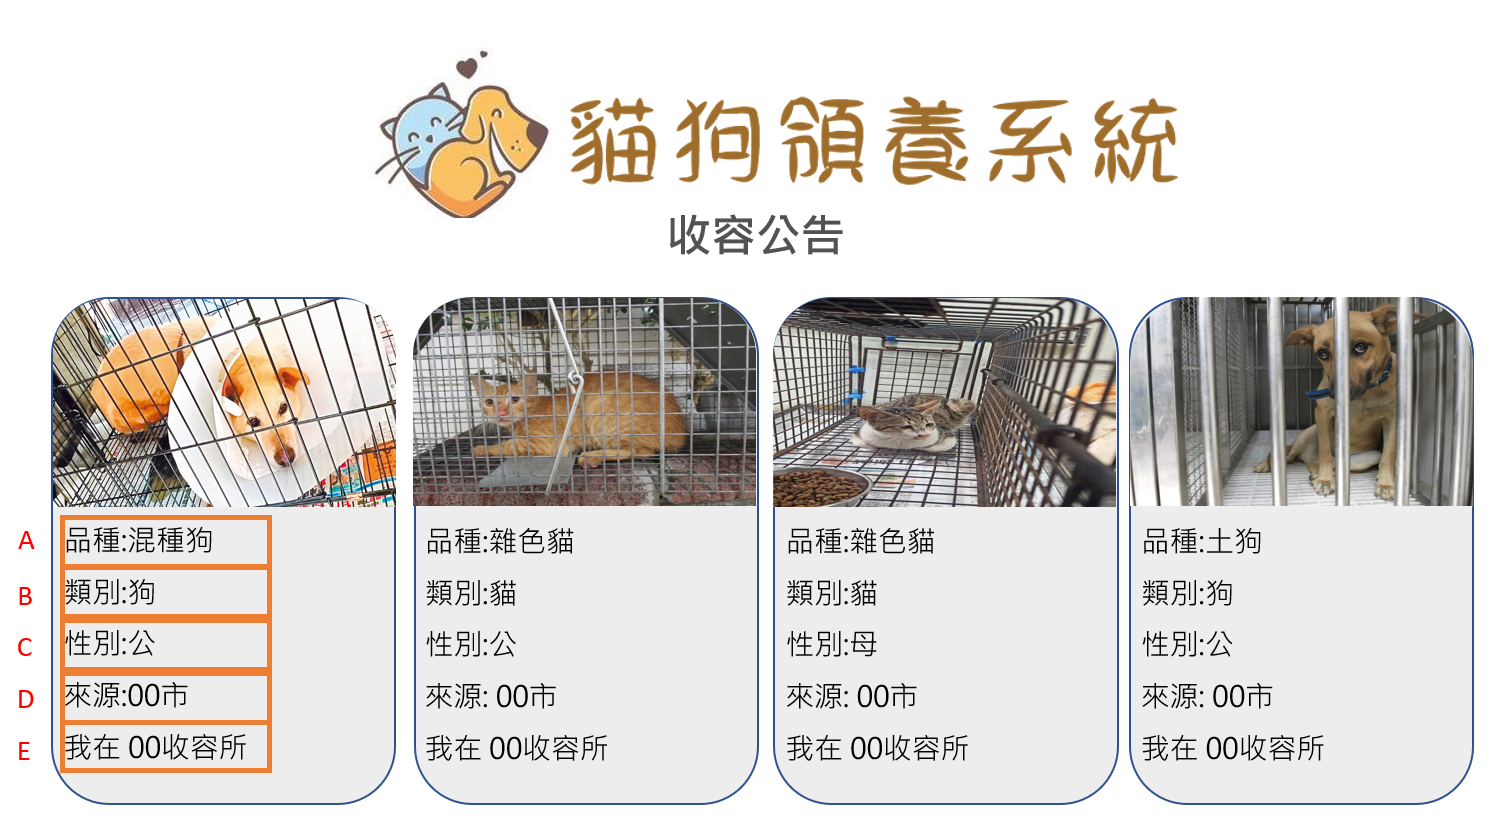 貓狗領養系統
收容公告
A
品種:混種狗
B
類別:狗
C
性別:公
D
來源:00市
E
我在 00收容所
品種:雜色貓
類別:貓
性別:公
來源: 00市
我在 00收容所
品種:雜色貓
類別:貓
性別:母
來源: 00市
我在 00收容所
品種:土狗
類別:狗
性別:公
來源: 00市
我在 00收容所